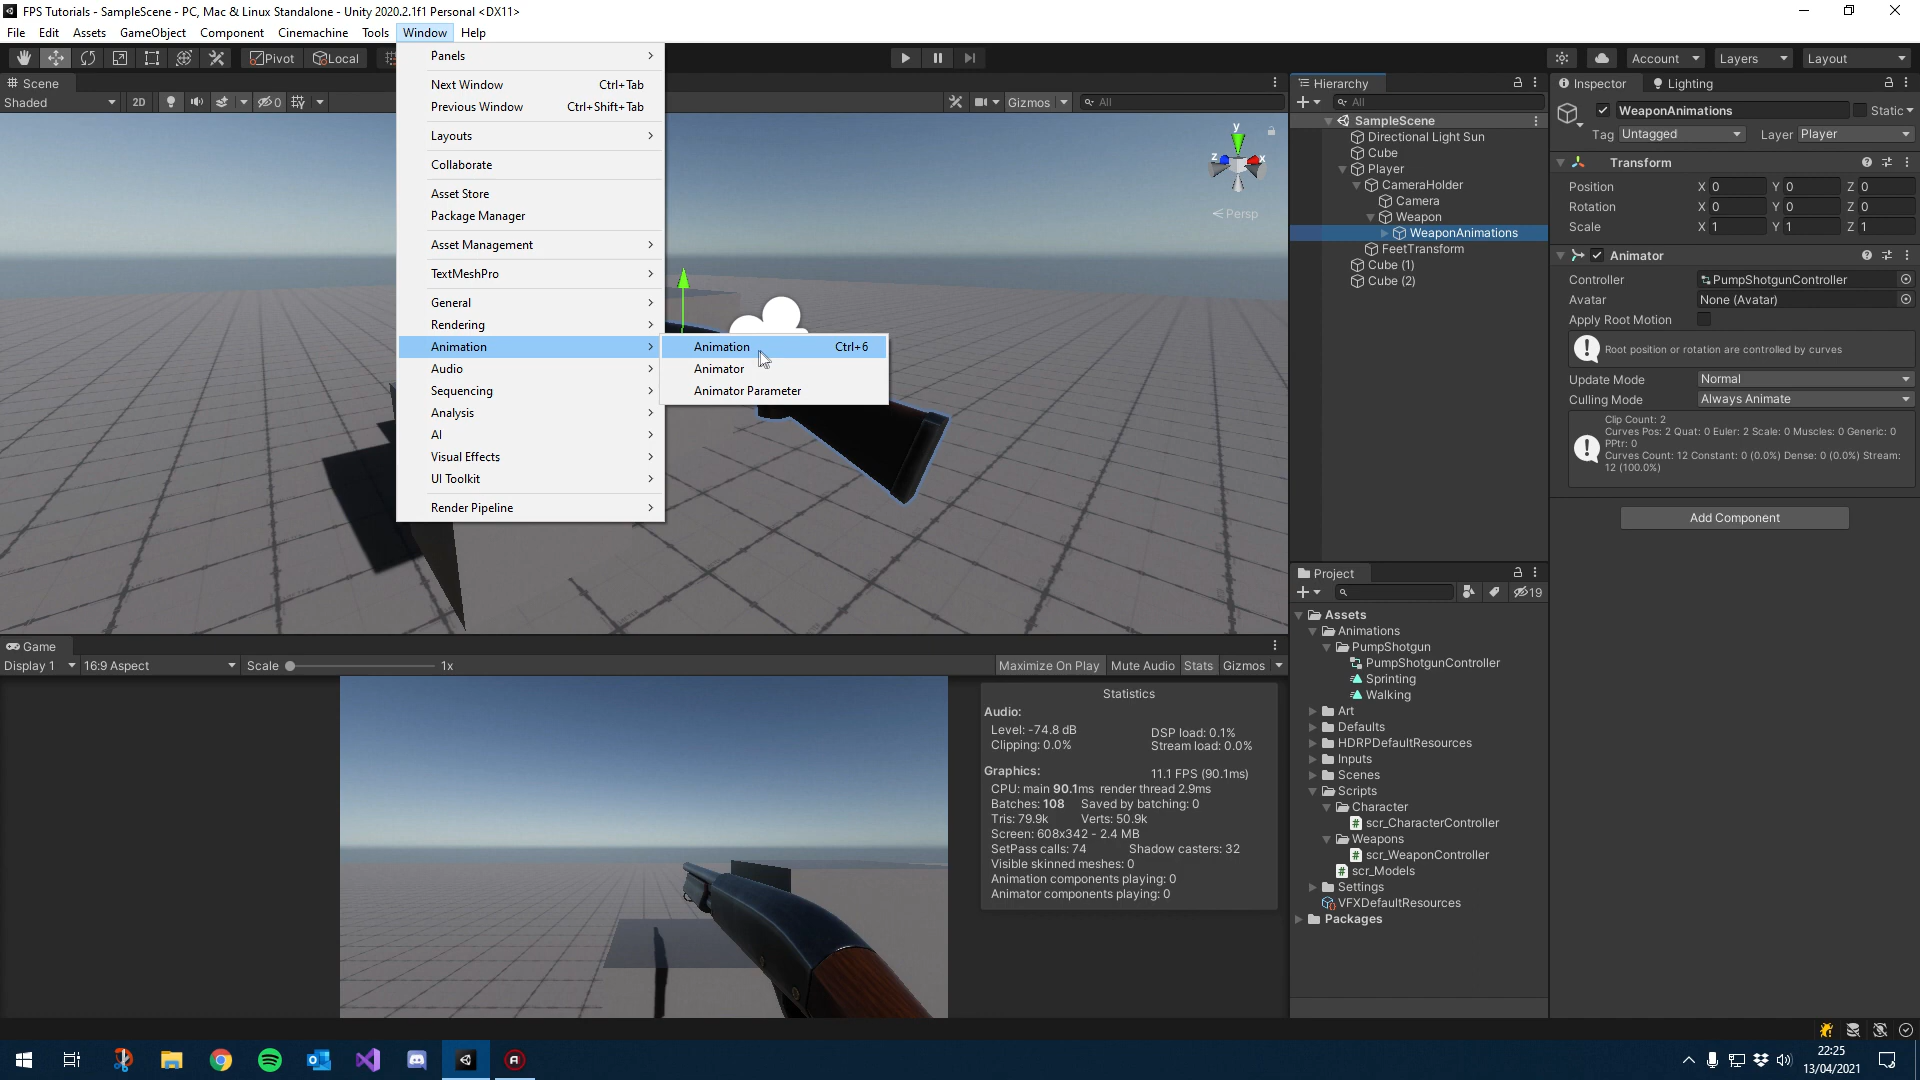 FPS Tutorials - SampleScene - PC, Mac & Linux Standalone - Unity 2020.2.1f1 Personal <DX11>
File Edit Assets GameObject Component Cinemachine Tools Window Help
Pivot Local
Account Layers Layout
Scene
Shaded 2D 0 Gizmos All
y
z x
Persp
Panels
Next Window Ctrl+Tab
Previous Window Ctrl+Shift+Tab
Layouts
Collaborate
Asset Store
Package Manager
Asset Management
TextMeshPro
General
Rendering
Animation
Audio
Sequencing
Analysis
AI
Visual Effects
UI Toolkit
Render Pipeline
Animation Ctrl+6
Animator
Animator Parameter
Game
Display 1 16:9 Aspect Scale 1x Maximize On Play Mute Audio Stats Gizmos
Statistics
Audio:
Level: -74.8 dB DSP load: 0.1%
Clipping: 0.0% Stream load: 0.0%
Graphics: 11.1 FPS (90.1ms)
CPU: main 90.1ms render thread 2.9ms
Batches: 108 Saved by batching: 0
Tris: 79.9k Verts: 50.9k
Screen: 608x342 - 2.4 MB
SetPass calls: 74 Shadow casters: 32
Visible skinned meshes: 0
Animation components playing: 0
Animator components playing: 0
Hierarchy
All
SampleScene
Directional Light Sun
Cube
Player
CameraHolder
Camera
Weapon
WeaponAnimations
FeetTransform
Cube (1)
Cube (2)
Project
19
Assets
Animations
PumpShotgun
PumpShotgunController
Sprinting
Walking
Art
Defaults
HDRPDefaultResources
Inputs
Scenes
Scripts
Character
scr_CharacterController
Weapons
scr_WeaponController
scr_Models
Settings
VFXDefaultResources
Packages
Inspector Lighting
WeaponAnimations Static
Tag Untagged Layer Player
Transform
Position X 0 Y 0 Z 0
Rotation X 0 Y 0 Z 0
Scale X 1 Y 1 Z 1
Animator
Controller PumpShotgunController
Avatar None (Avatar)
Apply Root Motion
Root position or rotation are controlled by curves
Update Mode Normal
Culling Mode Always Animate
Clip Count: 2
Curves Pos: 2 Quat: 0 Euler: 2 Scale: 0 Muscles: 0 Generic: 0
PPtr: 0
Curves Count: 12 Constant: 0 (0.0%) Dense: 0 (0.0%) Stream:
12 (100.0%)
Add Component
22:25
13/04/2021